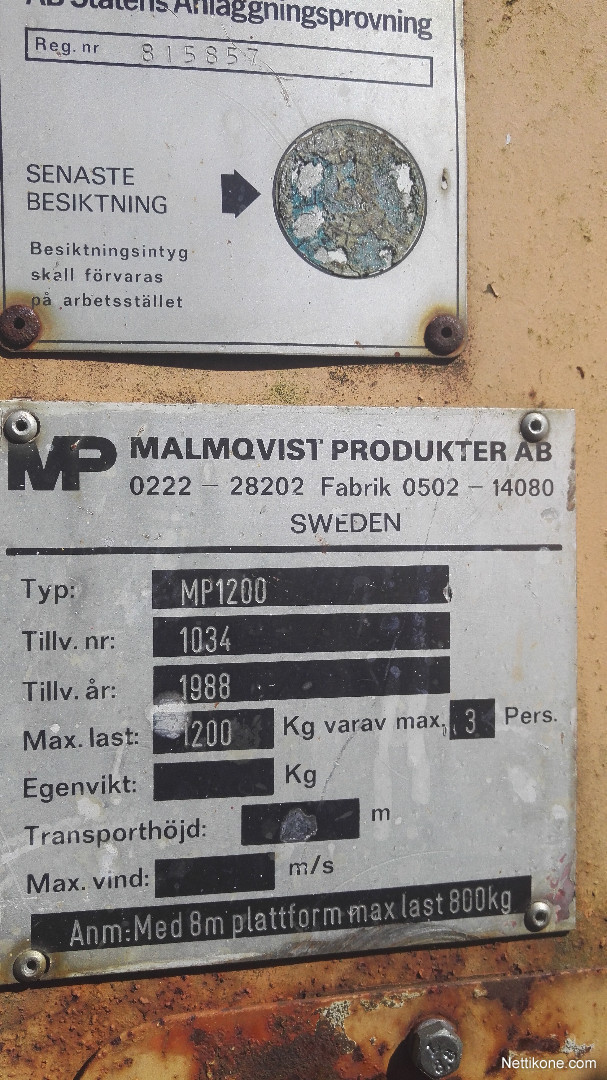 AB Statens Anläggningsprovning
Reg. nr 815857
SENASTE
BESIKTNING
Besiktningsintyg
skall förvaras
på arbetsstället
MP MALMQVIST PRODUKTER AB
0222 – 28202 Fabrik 0502 – 14080
SWEDEN
Typ: MP1200
Tillv. nr: 1034
Tillv. år: 1988
Max. last: 1200 Kg varav max. 3 Pers.
Egenvikt: Kg
Transporthöjd: m
Max. vind: m/s
Anm: Med 8m plattform max last 800kg
Nettikone.com